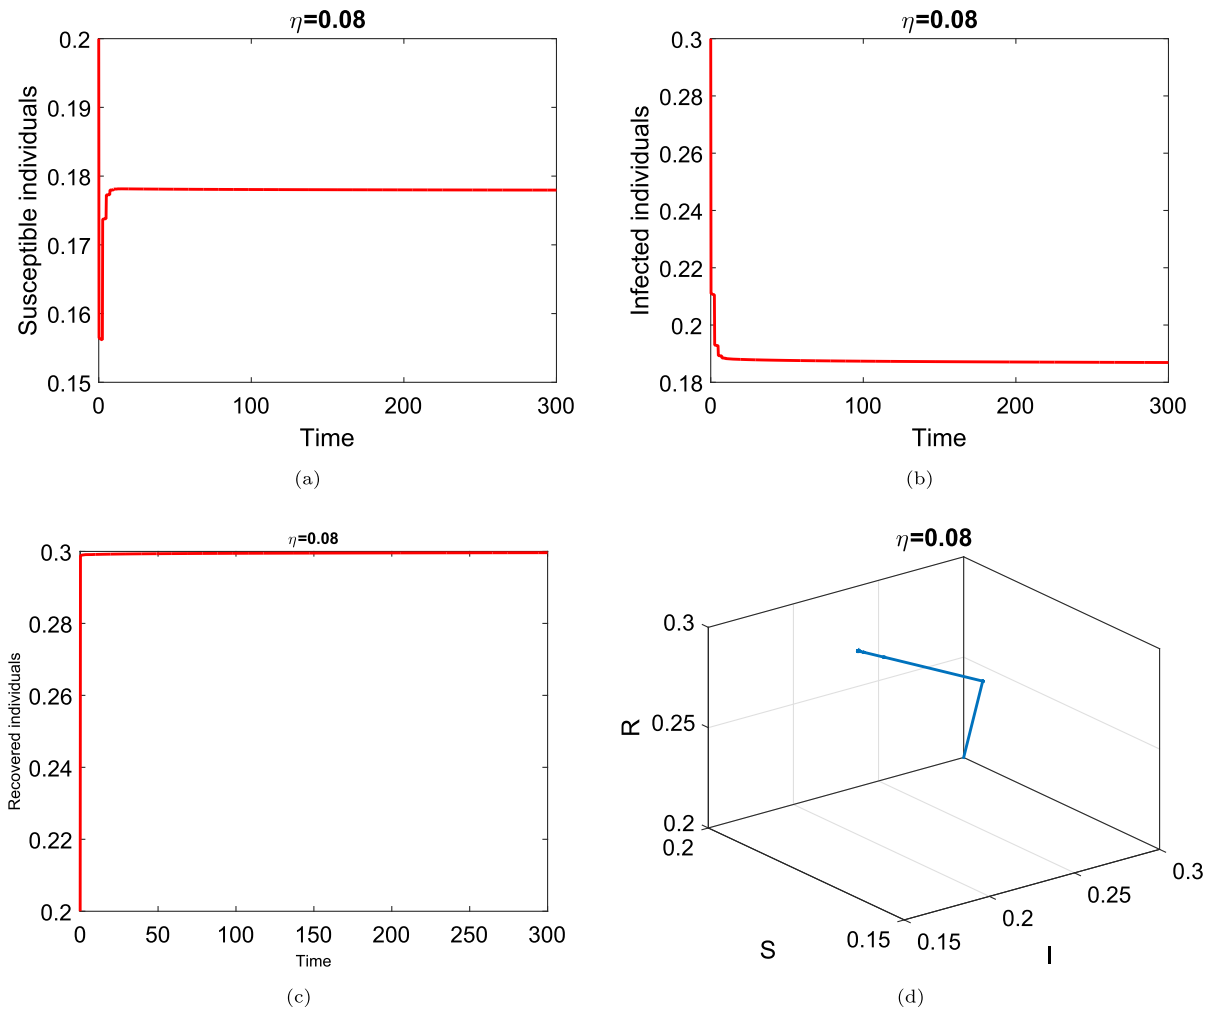 η=0.08
0.2
0.19
0.18
0.17
0.16
0.15
Susceptible individuals
0 100 200 300
Time
(a)
η=0.08
0.3
0.28
0.26
0.24
0.22
0.2
0.18
Infected individuals
0 100 200 300
Time
(b)
η=0.08
0.3
0.28
0.26
0.24
0.22
0.2
Recovered individuals
0 50 100 150 200 250 300
Time
(c)
η=0.08
0.3
0.25
0.2
R
0.2
0.15
S
0.15
0.2
0.25
0.3
I
(d)